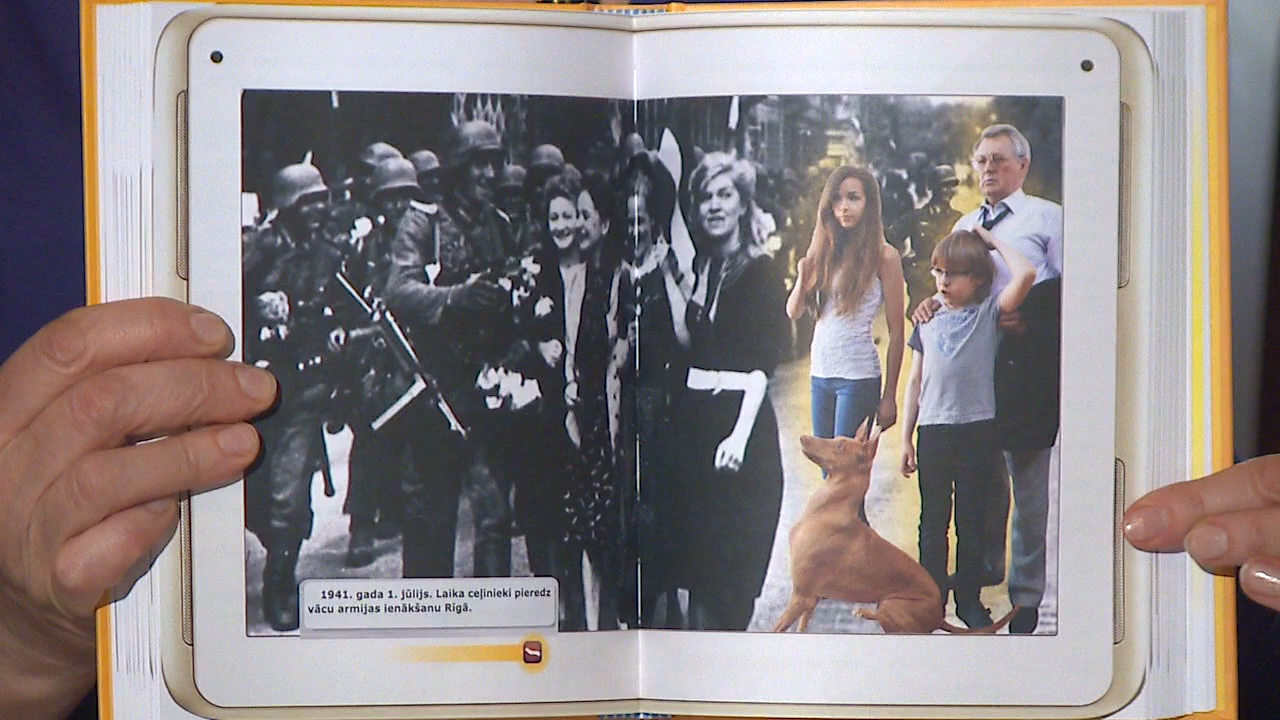 1941. gada 1. jūlijs. Laika ceļinieki pieredz
vācu armijas ienākšanu Rīgā.